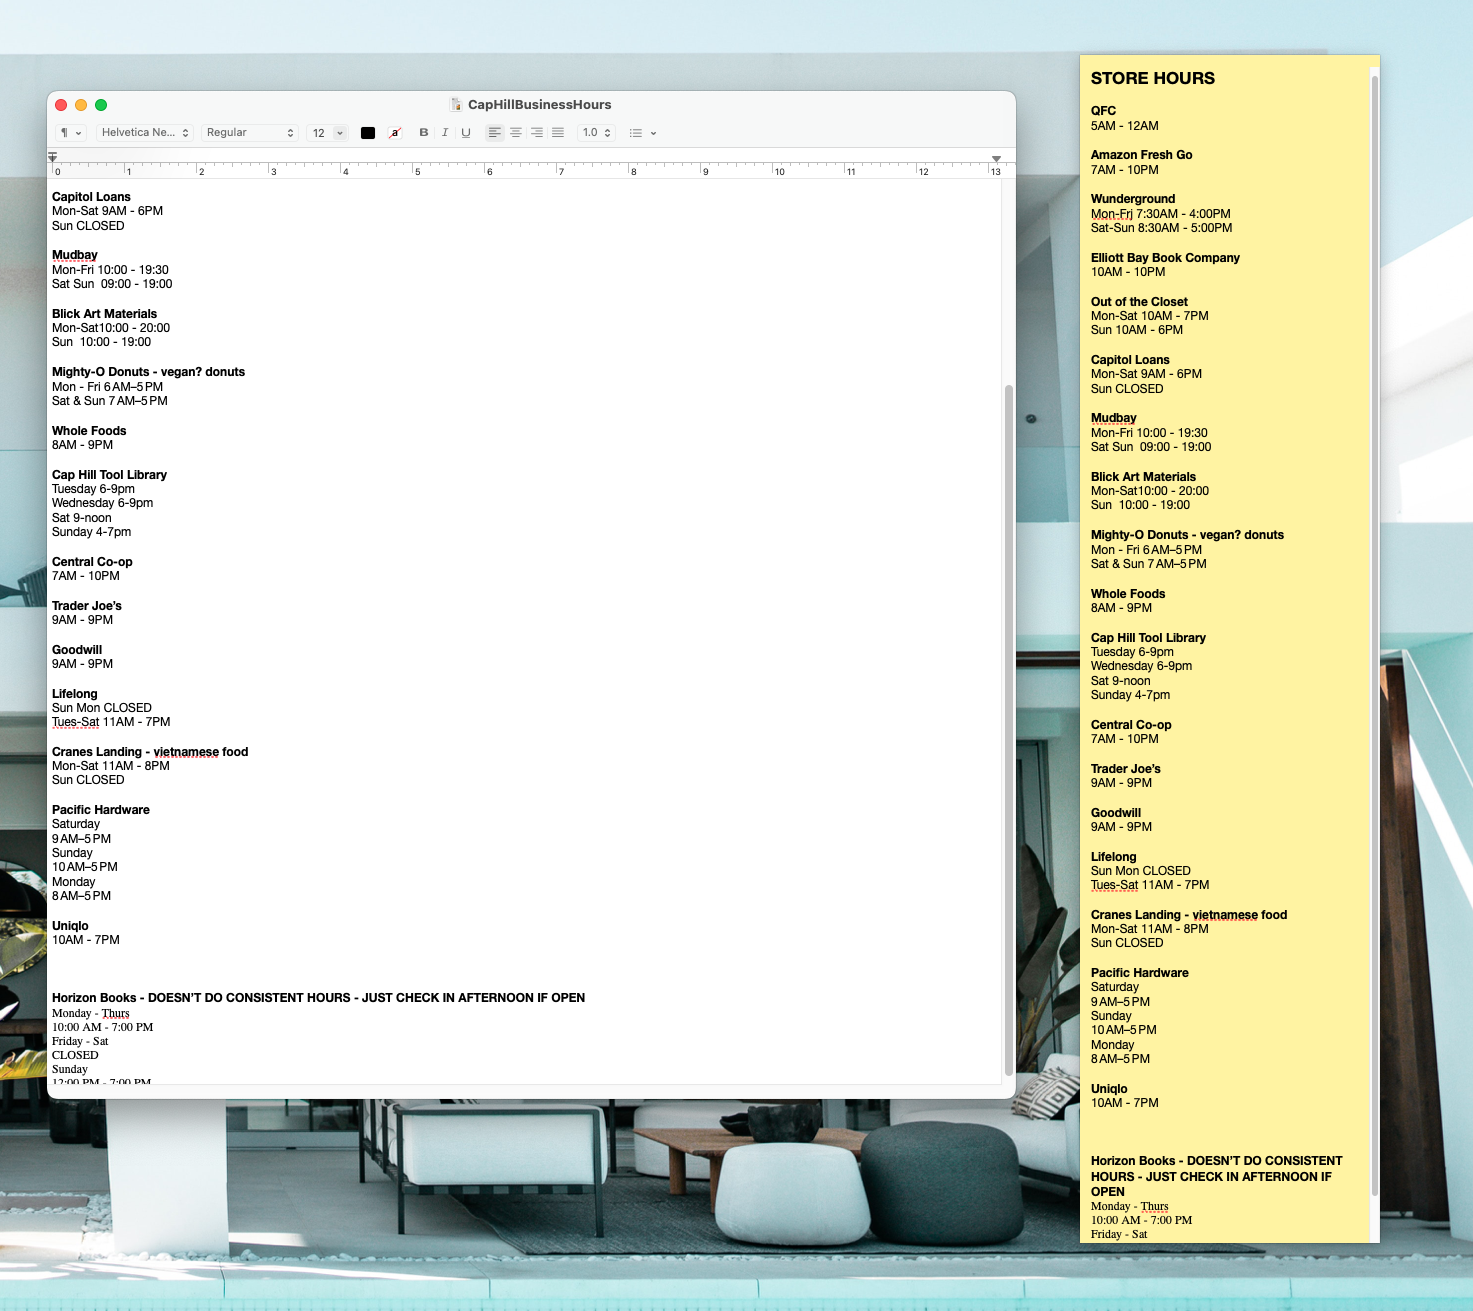 CapHillBusinessHours
¶ Helvetica Ne... Regular 12 a B I U 1.0
0 1 2 3 4 5 6 7 8 9 10 11 12 13
Capitol Loans
Mon-Sat 9AM - 6PM
Sun CLOSED
Mudbay
Mon-Fri 10:00 - 19:30
Sat Sun  09:00 - 19:00
Blick Art Materials
Mon-Sat10:00 - 20:00
Sun  10:00 - 19:00
Mighty-O Donuts - vegan? donuts
Mon - Fri 6 AM–5 PM
Sat & Sun 7 AM–5 PM
Whole Foods
8AM - 9PM
Cap Hill Tool Library
Tuesday 6-9pm
Wednesday 6-9pm
Sat 9-noon
Sunday 4-7pm
Central Co-op
7AM - 10PM
Trader Joe’s
9AM - 9PM
Goodwill
9AM - 9PM
Lifelong
Sun Mon CLOSED
Tues-Sat 11AM - 7PM
Cranes Landing - vietnamese food
Mon-Sat 11AM - 8PM
Sun CLOSED
Pacific Hardware
Saturday
9 AM–5 PM
Sunday
10 AM–5 PM
Monday
8 AM–5 PM
Uniqlo
10AM - 7PM
Horizon Books - DOESN’T DO CONSISTENT HOURS - JUST CHECK IN AFTERNOON IF OPEN
Monday - Thurs
10:00 AM - 7:00 PM
Friday - Sat
CLOSED
Sunday
12:00 PM - 7:00 PM
STORE HOURS
QFC
5AM - 12AM
Amazon Fresh Go
7AM - 10PM
Wunderground
Mon-Fri 7:30AM - 4:00PM
Sat-Sun 8:30AM - 5:00PM
Elliott Bay Book Company
10AM - 10PM
Out of the Closet
Mon-Sat 10AM - 7PM
Sun 10AM - 6PM
Capitol Loans
Mon-Sat 9AM - 6PM
Sun CLOSED
Mudbay
Mon-Fri 10:00 - 19:30
Sat Sun  09:00 - 19:00
Blick Art Materials
Mon-Sat10:00 - 20:00
Sun  10:00 - 19:00
Mighty-O Donuts - vegan? donuts
Mon - Fri 6 AM–5 PM
Sat & Sun 7 AM–5 PM
Whole Foods
8AM - 9PM
Cap Hill Tool Library
Tuesday 6-9pm
Wednesday 6-9pm
Sat 9-noon
Sunday 4-7pm
Central Co-op
7AM - 10PM
Trader Joe’s
9AM - 9PM
Goodwill
9AM - 9PM
Lifelong
Sun Mon CLOSED
Tues-Sat 11AM - 7PM
Cranes Landing - vietnamese food
Mon-Sat 11AM - 8PM
Sun CLOSED
Pacific Hardware
Saturday
9 AM–5 PM
Sunday
10 AM–5 PM
Monday
8 AM–5 PM
Uniqlo
10AM - 7PM
Horizon Books - DOESN’T DO CONSISTENT
HOURS - JUST CHECK IN AFTERNOON IF
OPEN
Monday - Thurs
10:00 AM - 7:00 PM
Friday - Sat